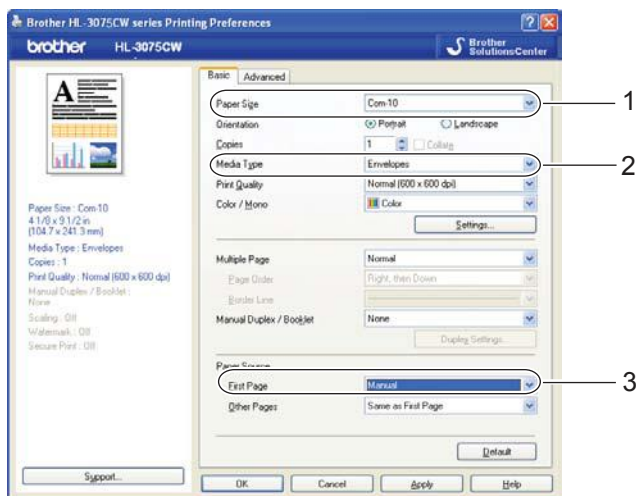 Brother HL-3075CW series Printing Preferences
brother HL-3075CW
Brother SolutionsCenter
Basic Advanced
Paper Size Com-10 1
Orientation Portrait Landscape
Copies 1 Collate
Media Type Envelopes 2
Print Quality Normal (600 x 600 dpi)
Color / Mono Color
Settings...
Paper Size : Com-10
4 1/8 x 9 1/2 in
(104.7 x 241.3 mm)
Media Type : Envelopes
Copies : 1
Print Quality : Normal (600 x 600 dpi)
Manual Duplex / Booklet :
None
Scaling : Off
Watermark : Off
Secure Print : Off
Multiple Page Normal
Page Order Right, then Down
Border Line
Manual Duplex / Booklet None
Duplex Settings...
Paper Source
First Page Manual 3
Other Pages Same as First Page
Default
Support...
OK Cancel Apply Help